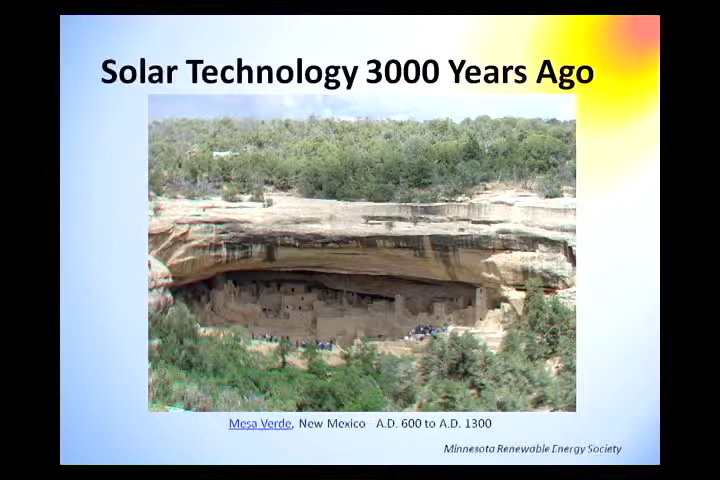 Solar Technology 3000 Years Ago
Mesa Verde, New Mexico A.D. 600 to A.D. 1300
Minnesota Renewable Energy Society